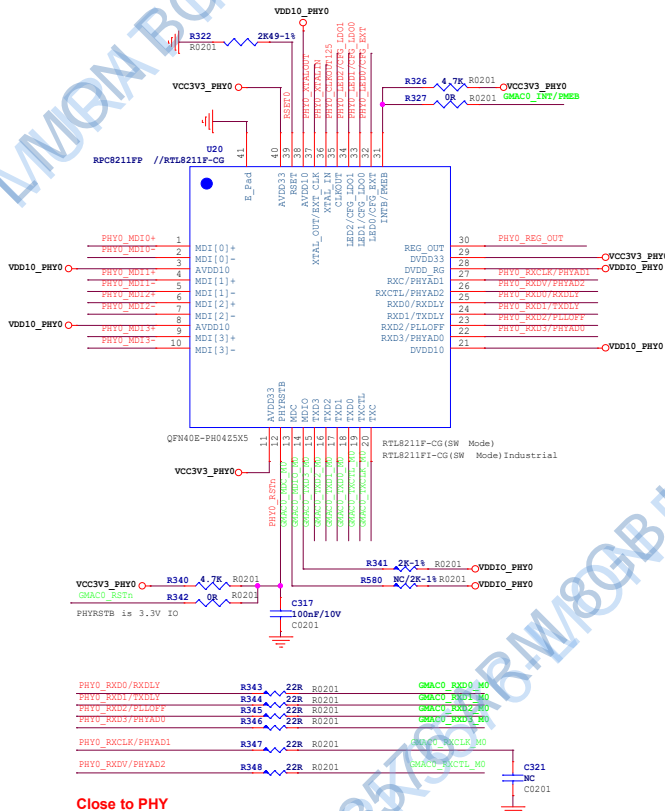 VDD10_PHY0
R322 2K49-1%
R0201
VCC3V3_PHY0
RSET0
PHY0_XTALOUT
PHY0_XTALIN
PHY0_CLKOUT125
PHY0_LED2/CFG_LDO1
PHY0_LED1/CFG_LDO0
PHY0_LED0/CFG_EXT
R326 4.7K R0201 VCC3V3_PHY0
R327 0R R0201 GMAC0_INT/PMEB
U20
RPC8211FP //RTL8211F-CG
41 40 39 38 37 36 35 34 33 32 31
E_Pad
AVDD33
RSET
AVDD10
XTAL_OUT/EXT_CLK
XTAL_IN
CLKOUT
LED2/CFG_LDO1
LED1/CFG_LDO0
LED0/CFG_EXT
INTB/PMEB
PHY0_MDI0+ 1 MDI[0]+
PHY0_MDI0- 2 MDI[0]-
VDD10_PHY0 3 AVDD10
PHY0_MDI1+ 4 MDI[1]+
PHY0_MDI1- 5 MDI[1]-
PHY0_MDI2+ 6 MDI[2]+
PHY0_MDI2- 7 MDI[2]-
VDD10_PHY0 8 AVDD10
PHY0_MDI3+ 9 MDI[3]+
PHY0_MDI3- 10 MDI[3]-
REG_OUT 30 PHY0_REG_OUT
DVDD33 29 VCC3V3_PHY0
DVDD_RG 28 VDDIO_PHY0
RXC/PHYAD1 27 PHY0_RXCLK/PHYAD1
RXCTL/PHYAD2 26 PHY0_RXDV/PHYAD2
RXD0/RXDLY 25 PHY0_RXD0/RXDLY
RXD1/TXDLY 24 PHY0_RXD1/TXDLY
RXD2/PLLOFF 23 PHY0_RXD2/PLLOFF
RXD3/PHYAD0 22 PHY0_RXD3/PHYAD0
DVDD10 21 VDD10_PHY0
AVDD33
PHYRSTB
MDC
MDIO
TXD3
TXD2
TXD1
TXD0
TXCTL
TXC
QFN40E-PH04Z5X5
11 12 13 14 15 16 17 18 19 20
RTL8211F-CG(SW Mode)
RTL8211FI-CG(SW Mode)Industrial
VCC3V3_PHY0
PHY0_RSTn
GMAC0_MDC_M0
GMAC0_MDIO_M0
GMAC0_TXD3_M0
GMAC0_TXD2_M0
GMAC0_TXD1_M0
GMAC0_TXD0_M0
GMAC0_TXCTL_M0
GMAC0_TXCLK_M0
R341 2K-1% R0201 VDDIO_PHY0
R580 NC/2K-1% R0201 VDDIO_PHY0
VCC3V3_PHY0 R340 4.7K R0201
GMAC0_RSTn R342 0R R0201
PHYRSTB is 3.3V IO
C317
100nF/10V
C0201
PHY0_RXD0/RXDLY R343 22R R0201 GMAC0_RXD0_M0
PHY0_RXD1/TXDLY R344 22R R0201 GMAC0_RXD1_M0
PHY0_RXD2/PLLOFF R345 22R R0201 GMAC0_RXD2_M0
PHY0_RXD3/PHYAD0 R346 22R R0201 GMAC0_RXD3_M0
PHY0_RXCLK/PHYAD1 R347 22R R0201 GMAC0_RXCLK_M0
PHY0_RXDV/PHYAD2 R348 22R R0201 GMAC0_RXCTL_M0
C321
NC
C0201
Close to PHY